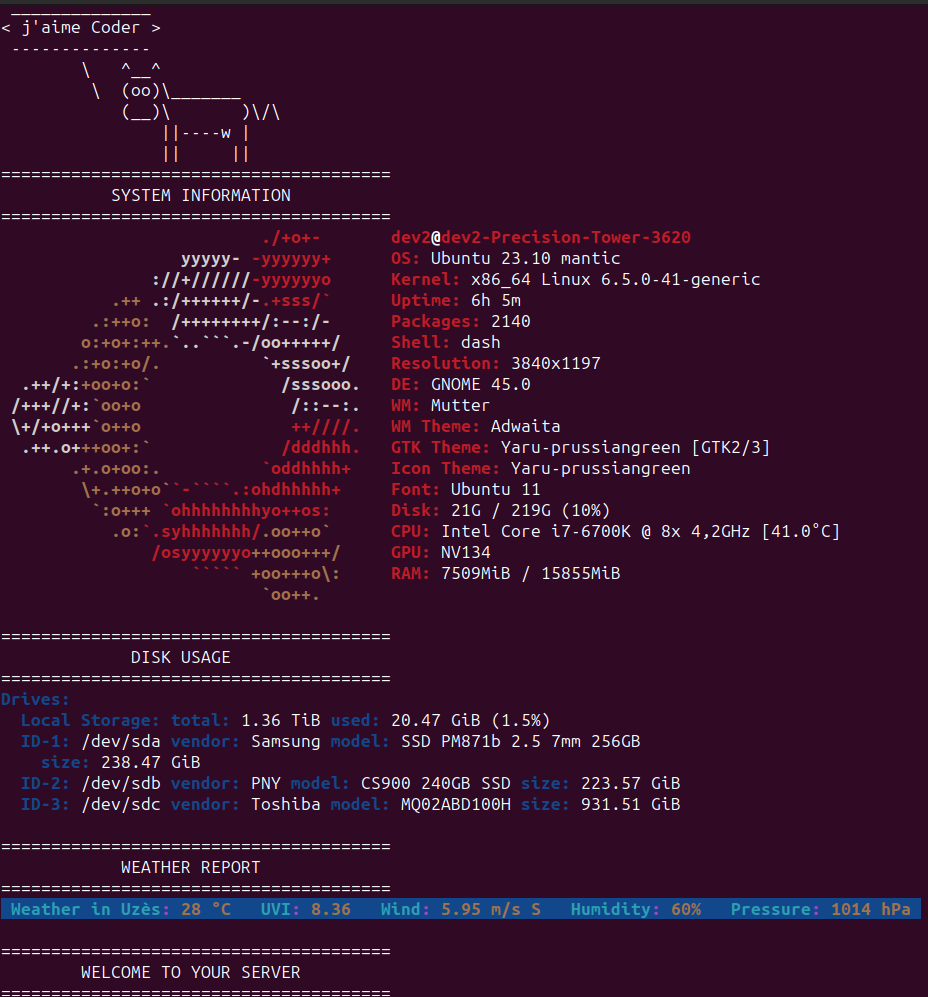 ______________
< j'aime Coder >
 --------------
        \   ^__^
         \  (oo)\_______
            (__)\       )\/\
                ||----w |
                ||     ||
=======================================
           SYSTEM INFORMATION
=======================================
                          ./+o+-       dev2@dev2-Precision-Tower-3620
                  yyyyy- -yyyyyy+      OS: Ubuntu 23.10 mantic
               ://+//////-yyyyyyo      Kernel: x86_64 Linux 6.5.0-41-generic
           .++ .:/++++++/-.+sss/`      Uptime: 6h 5m
         .:++o:  /++++++++/:--:/-      Packages: 2140
        o:+o+:++.`..```.-/oo+++++/     Shell: dash
       .:+o:+o/.          `+sssoo+/    Resolution: 3840x1197
  .++/+:+oo+o:`             /sssooo.   DE: GNOME 45.0
 /+++//+:`oo+o               /::--:.   WM: Mutter
 \+/+o+++`o++o               ++////.   WM Theme: Adwaita
  .++.o+++oo+:`             /dddhhh.   GTK Theme: Yaru-prussiangreen [GTK2/3]
       .+.o+oo:.          `oddhhhh+    Icon Theme: Yaru-prussiangreen
        \+.++o+o``-````.:ohdhhhhh+     Font: Ubuntu 11
         `:o+++ `ohhhhhhhhyo++os:      Disk: 21G / 219G (10%)
           .o:`.syhhhhhhh/.oo++o`      CPU: Intel Core i7-6700K @ 8x 4,2GHz [41.0°C]
               /osyyyyyyo++ooo+++/     GPU: NV134
                   ````` +oo+++o\:     RAM: 7509MiB / 15855MiB
                          `oo++.
=======================================
             DISK USAGE
=======================================
Drives:
  Local Storage: total: 1.36 TiB used: 20.47 GiB (1.5%)
  ID-1: /dev/sda vendor: Samsung model: SSD PM871b 2.5 7mm 256GB
    size: 238.47 GiB
  ID-2: /dev/sdb vendor: PNY model: CS900 240GB SSD size: 223.57 GiB
  ID-3: /dev/sdc vendor: Toshiba model: MQ02ABD100H size: 931.51 GiB
=======================================
            WEATHER REPORT
=======================================
 Weather in Uzès: 28 °C   UVI: 8.36   Wind: 5.95 m/s S   Humidity: 60%   Pressure: 1014 hPa
=======================================
        WELCOME TO YOUR SERVER
=======================================